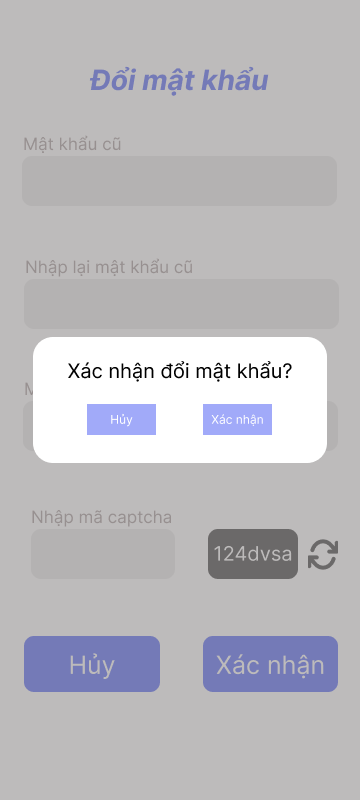 Đổi mật khẩu
Mật khẩu cũ
Nhập lại mật khẩu cũ
Xác nhận đổi mật khẩu?
Hủy
Xác nhận
Nhập mã captcha
124dvsa
Hủy
Xác nhận